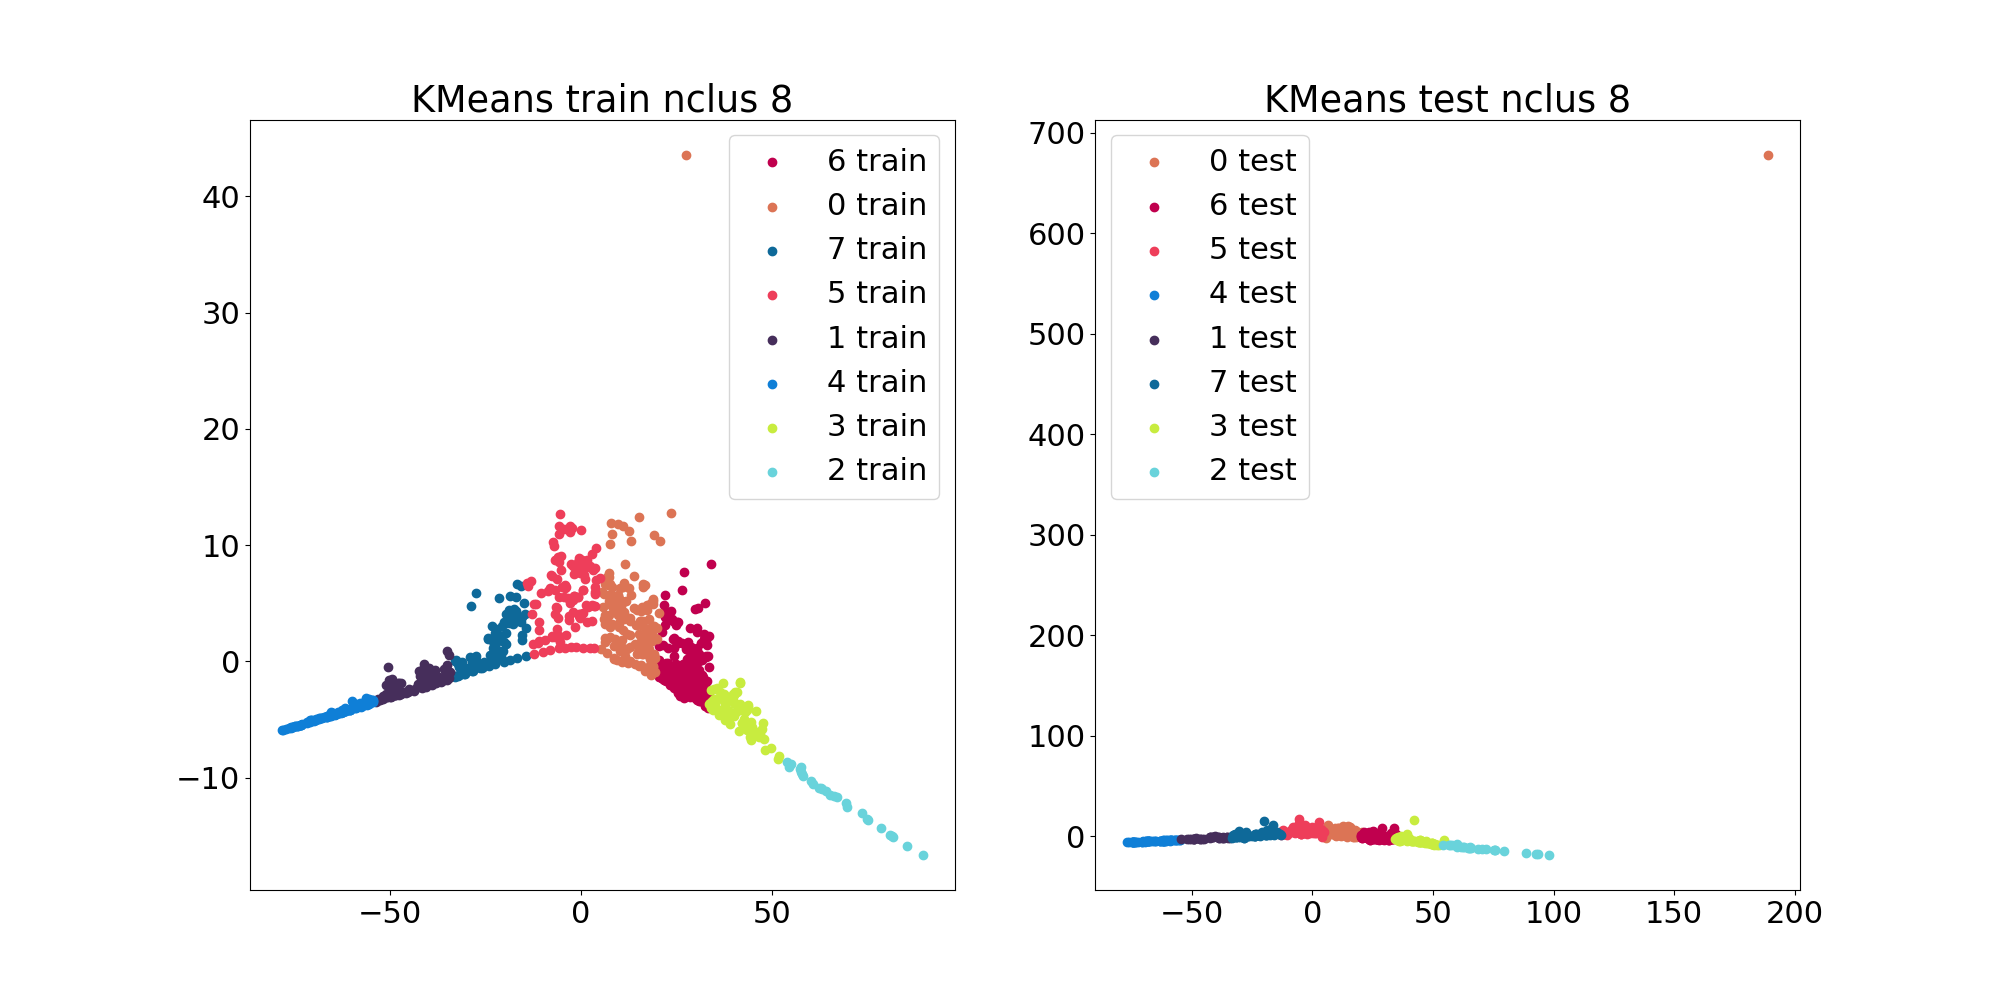 KMeans train nclus 8
40
30
20
10
0
−10
−50
0
50
6 train
0 train
7 train
5 train
1 train
4 train
3 train
2 train
KMeans test nclus 8
700
600
500
400
300
200
100
0
−50
0
50
100
150
200
0 test
6 test
5 test
4 test
1 test
7 test
3 test
2 test